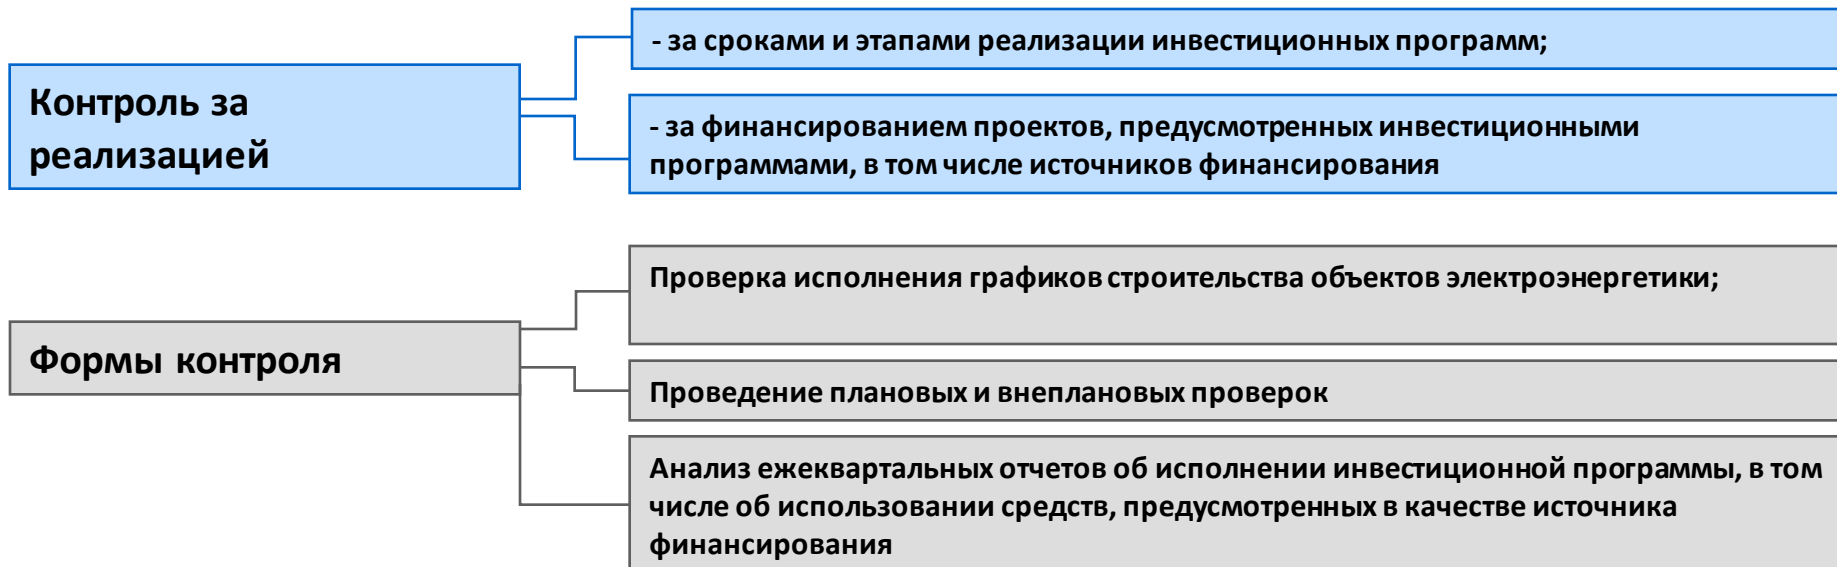 - за сроками и этапами реализации инвестиционных программ;
Контроль за
реализацией
- за финансированием проектов, предусмотренных инвестиционными
программами, в том числе источников финансирования
Проверка исполнения графиков строительства объектов электроэнергетики;
Формы контроля
Проведение плановых и внеплановых проверок
Анализ ежеквартальных отчетов об исполнении инвестиционной программы, в том
числе об использовании средств, предусмотренных в качестве источника
финансирования